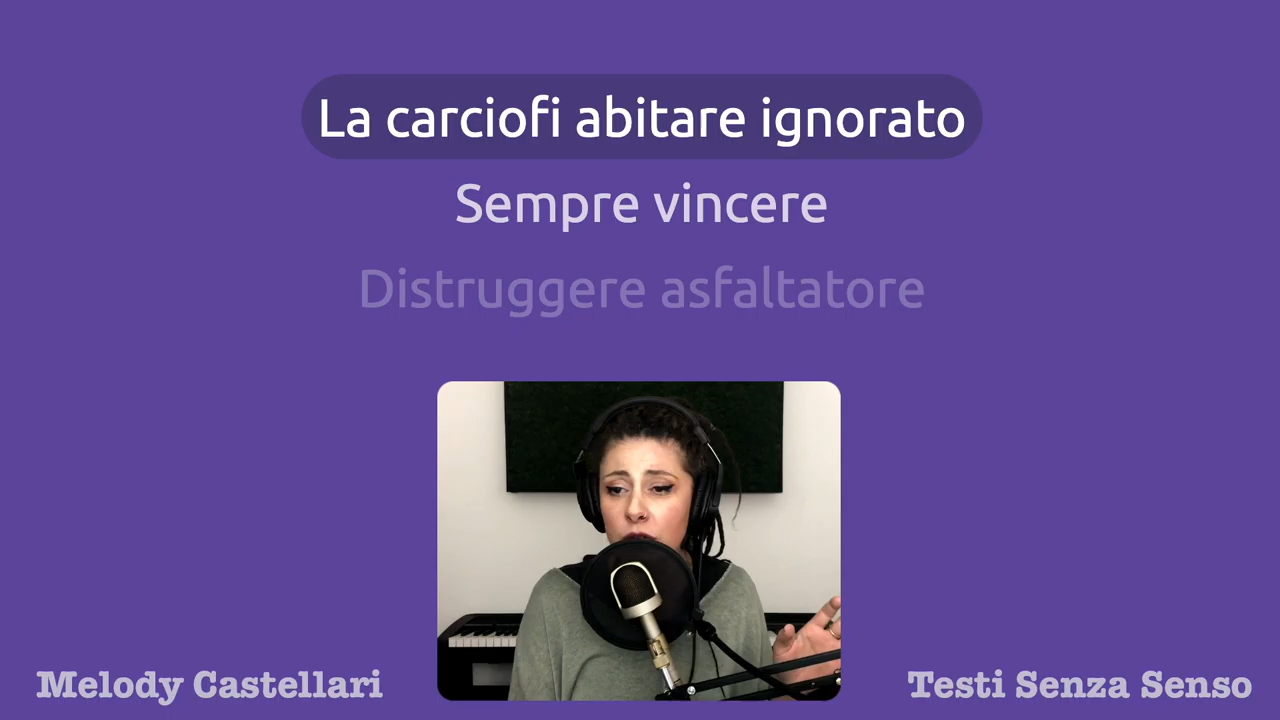 La carciofi abitare ignorato
Sempre vincere
Distruggere asfaltatore
Melody Castellari
Testi Senza Senso